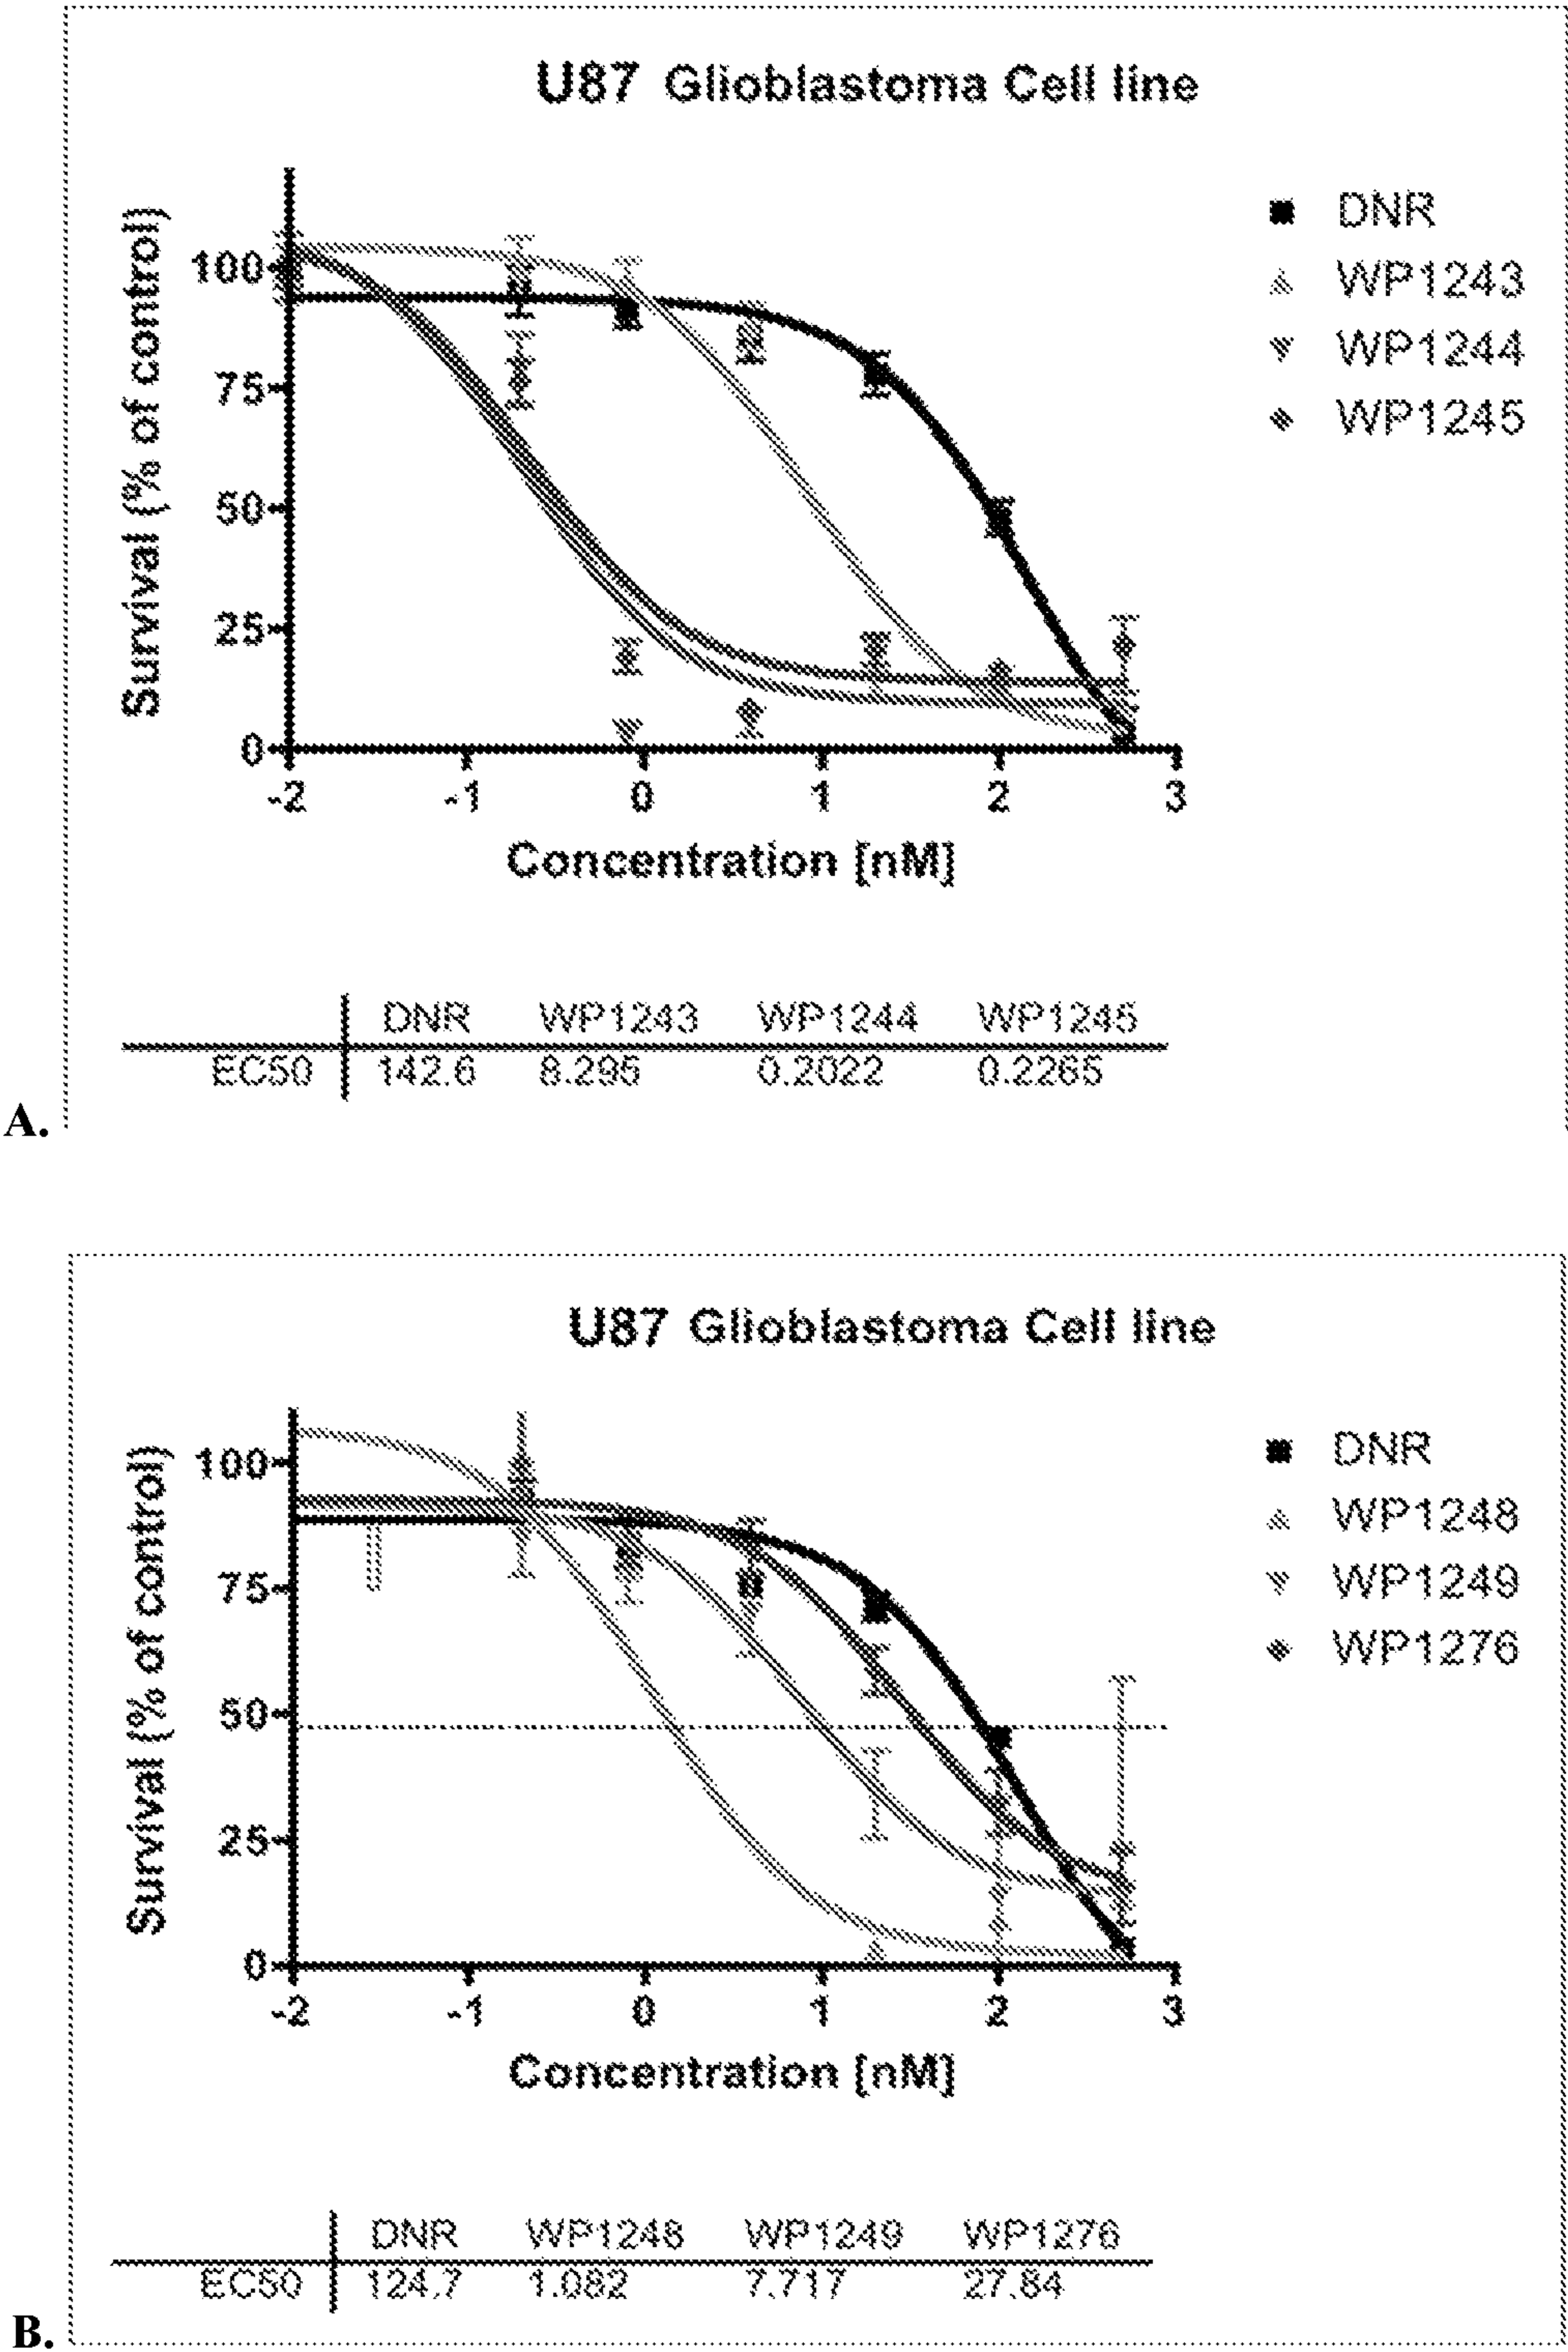 U87 Glioblastoma Cell line
DNR
WP1243
WP1244
WP1245
Survival (% of control)
100
75
50
25
0
-2 -1 0 1 2 3
Concentration [nM]
DNR WP1243 WP1244 WP1245
EC50 142.6 8.295 0.2022 0.2265
A.
U87 Glioblastoma Cell line
DNR
WP1248
WP1249
WP1276
Survival (% of control)
100
75
50
25
0
-2 -1 0 1 2 3
Concentration [nM]
DNR WP1248 WP1249 WP1276
EC50 124.7 1.082 7.717 27.84
B.